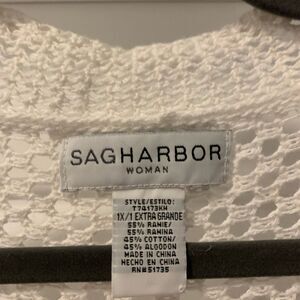 SAGHARBOR
WOMAN
STYLE/ESTILO:
T74173KH
1X/1 EXTRA GRANDE
55% RAMIE/
55% RAMINA
45% COTTON/
45% ALGODON
MADE IN CHINA
HECHO EN CHINA
RN#51735